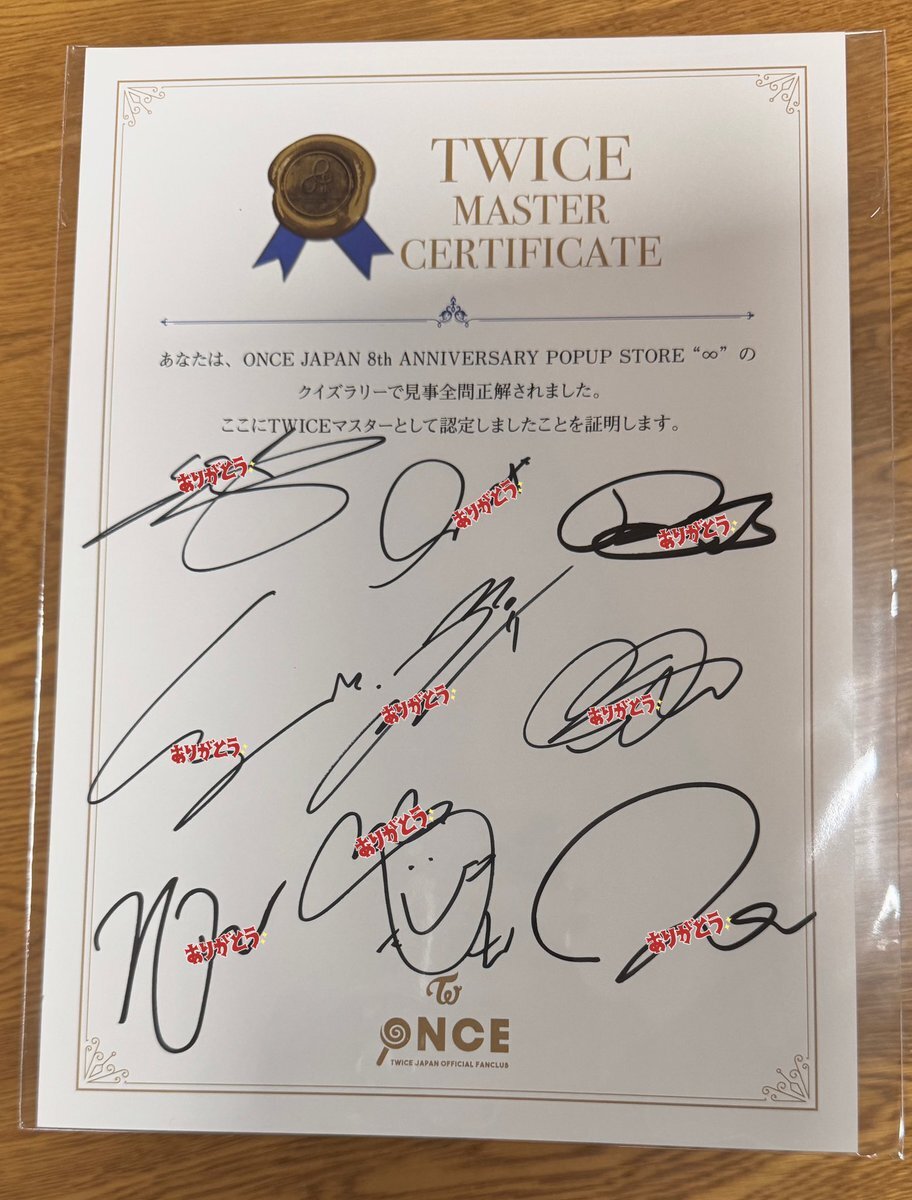 TWICE
MASTER
CERTIFICATE
あなたは、ONCE JAPAN 8th ANNIVERSARY POPUP STORE “∞” の
クイズラリーで見事全問正解されました。
ここにTWICEマスターとして認定しましたことを証明します。
ありがとう
ありがとう
ありがとう
ありがとう
ありがとう
ありがとう
ありがとう
ありがとう
ありがとう
ONCE
TWICE JAPAN OFFICIAL FANCLUB